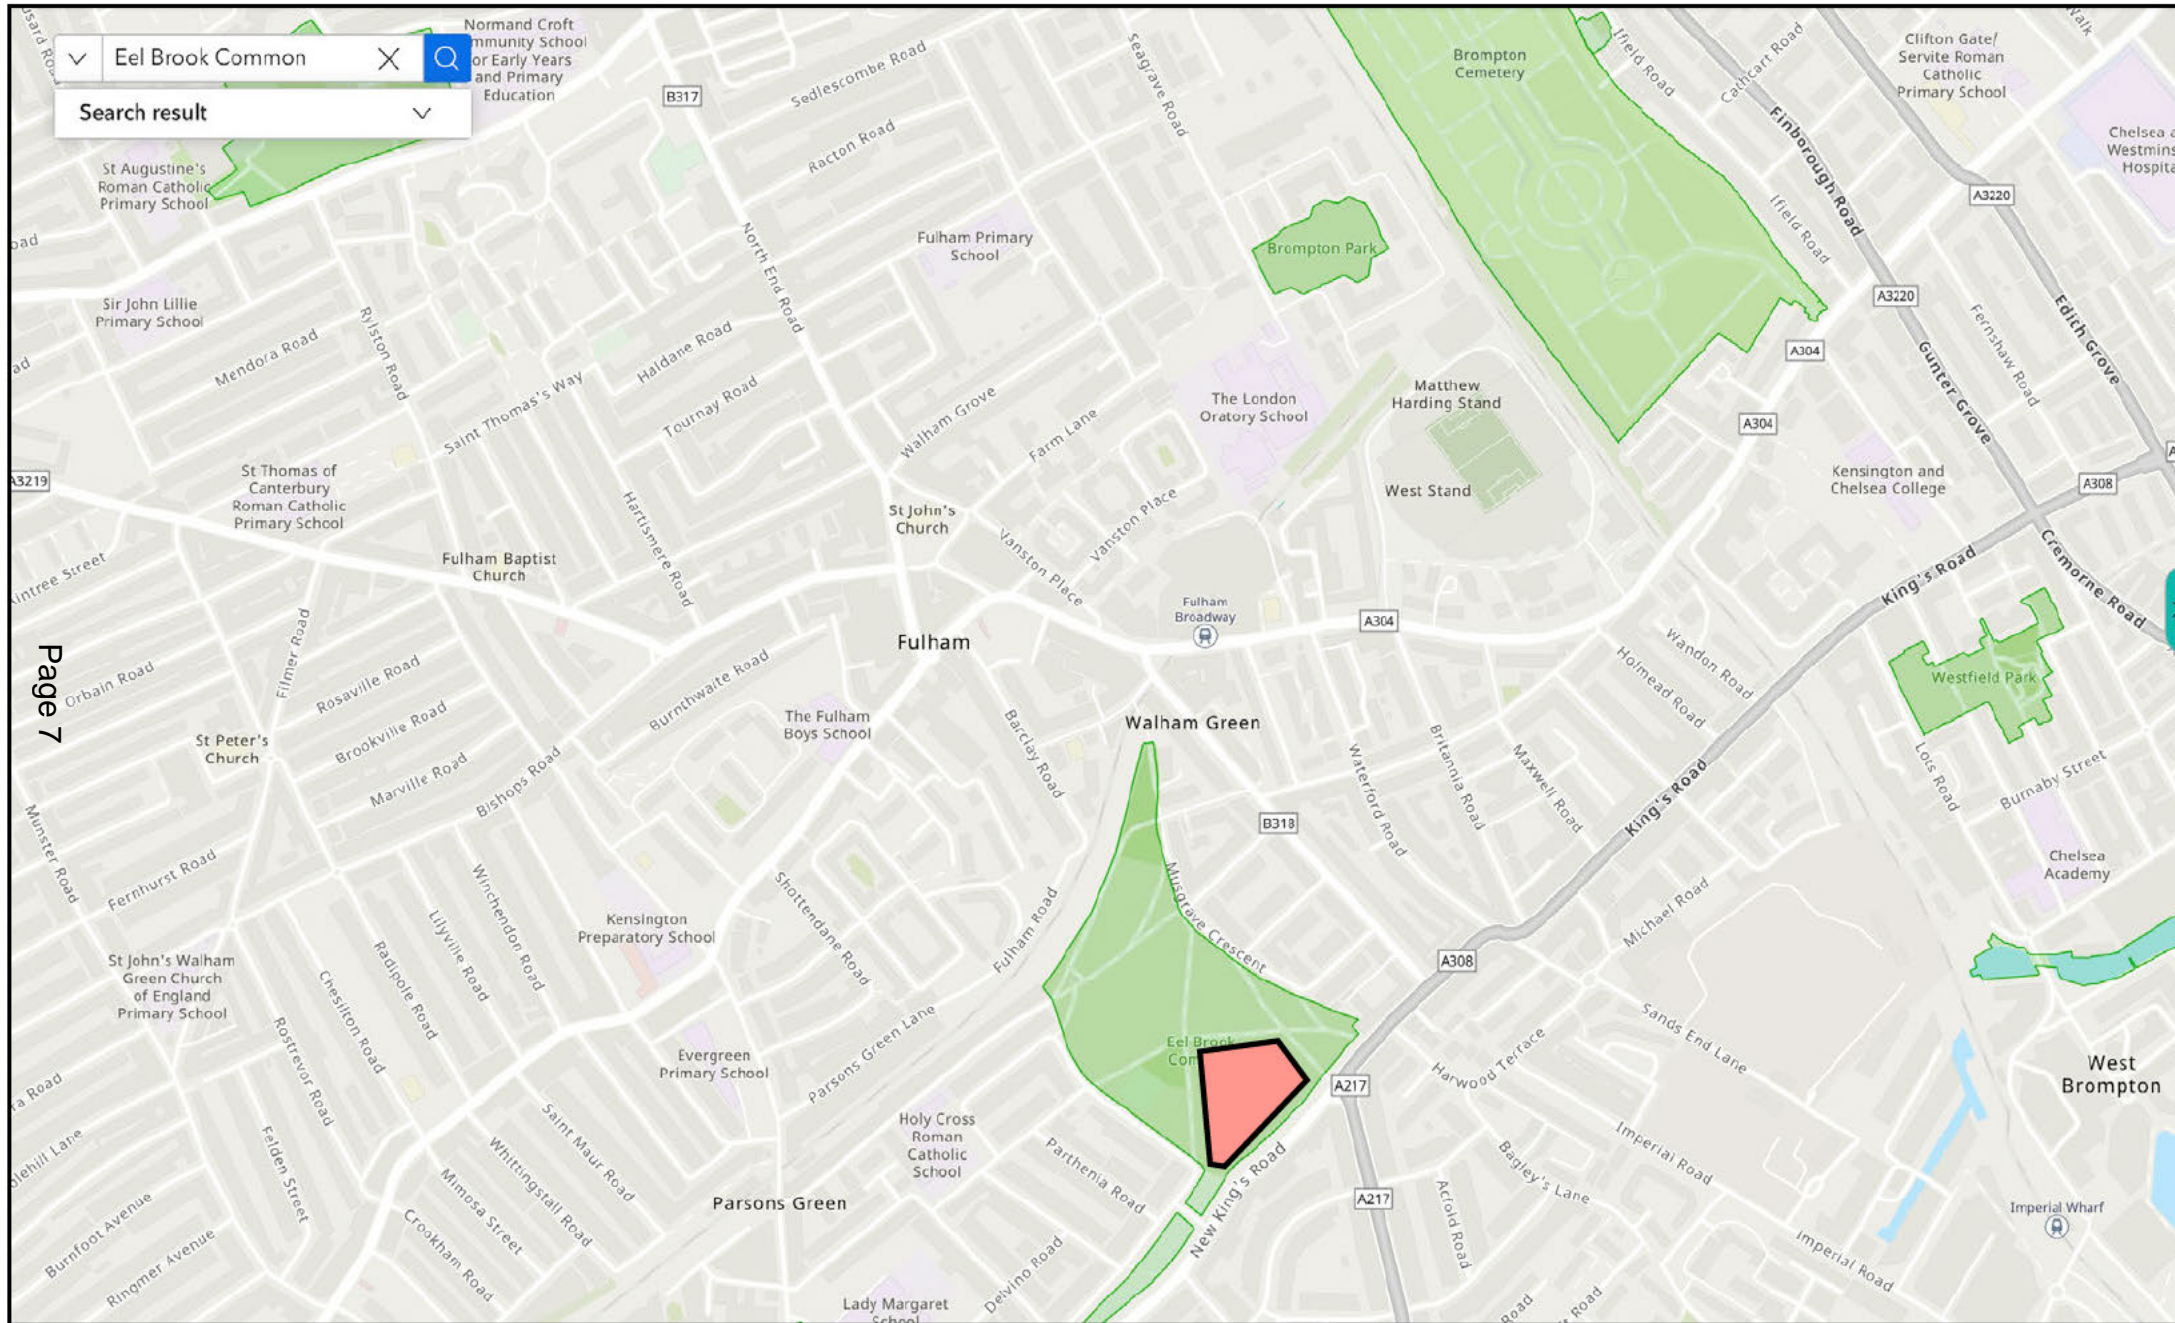 Eel Brook Common
Search result
Normand Croft
mmunity School
or Early Years
and Primary
Education
St Augustine's
Roman Catholic
Primary School
B317
Sedlescombe Road
Racton Road
Seagrave Road
Brompton
Cemetery
Ifield Road
Cathcart Road
Clifton Gate/
Servite Roman
Catholic
Primary School
Walk
Finborough Road
Chelsea a
Westmins
Hospita
A3220
Ifield Road
A3220
Sir John Lillie
Primary School
Mendora Road
Rylston Road
North End Road
Fulham Primary
School
Brompton Park
Haldane Road
Saint Thomas's Way
Tournay Road
Walham Grove
Farm Lane
The London
Oratory School
Matthew
Harding Stand
West Stand
A304
A304
Gunter Grove
Fernshaw Road
Edith Grove
Kensington and
Chelsea College
A308
A3219
St Thomas of
Canterbury
Roman Catholic
Primary School
Hartismere Road
St John's
Church
Vanston Place
Vanston Place
Fulham Baptist
Church
Fulham
Broadway
A304
King's Road
Cremorne Road
Filmer Road
Orbain Road
Page 7
Rosaville Road
Brookville Road
Marville Road
St Peter's
Church
Bishops Road
Burnthwaite Road
Fulham
The Fulham
Boys School
Barclay Road
Walham Green
B318
Waterford Road
Britannia Road
Maxwell Road
Holmead Road
Wandon Road
King's Road
Westfield Park
Lots Road
Burnaby Street
Chelsea
Academy
Munster Road
Fernhurst Road
Winchendon Road
Lilyville Road
Radipole Road
Chesilton Road
Kensington
Preparatory School
Shottendane Road
Fulham Road
Musgrave Crescent
A308
Michael Road
Sands End Lane
St John's Walham
Green Church
of England
Primary School
Rostrevor Road
Evergreen
Primary School
Parsons Green Lane
Eel Brook
Com
A217
Harwood Terrace
West
Brompton
Felden Street
Saint Maur Road
Whittingstall Road
Mimosa Street
Crookham Road
Holy Cross
Roman
Catholic
School
Parthenia Road
New King's Road
A217
Acfold Road
Bagley's Lane
Imperial Road
Imperial Road
Imperial Wharf
Parsons Green
Burnfoot Avenue
Ringmer Avenue
Lady Margaret
School
Delvino Road
Road